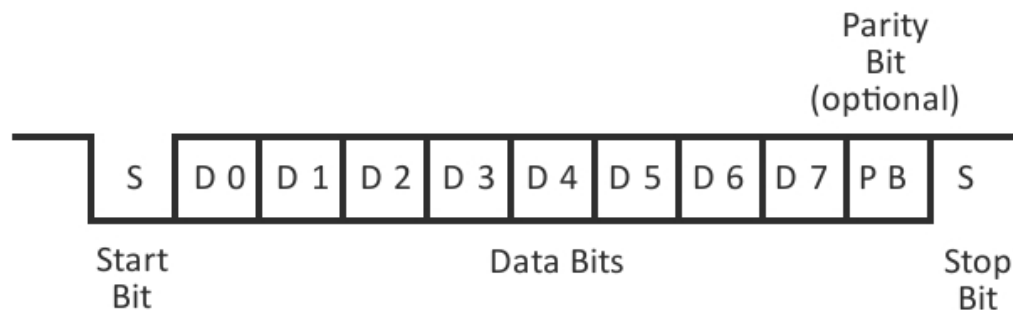 Parity
Bit
(optional)
S D 0 D 1 D 2 D 3 D 4 D 5 D 6 D 7 P B S
Start
Bit
Data Bits
Stop
Bit